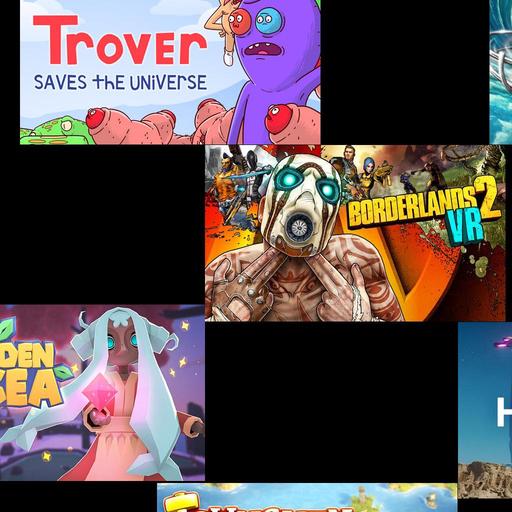 TROVER
SAVES the UNIVERSE
BORDERLANDS 2
VR
DEN
SEA
H